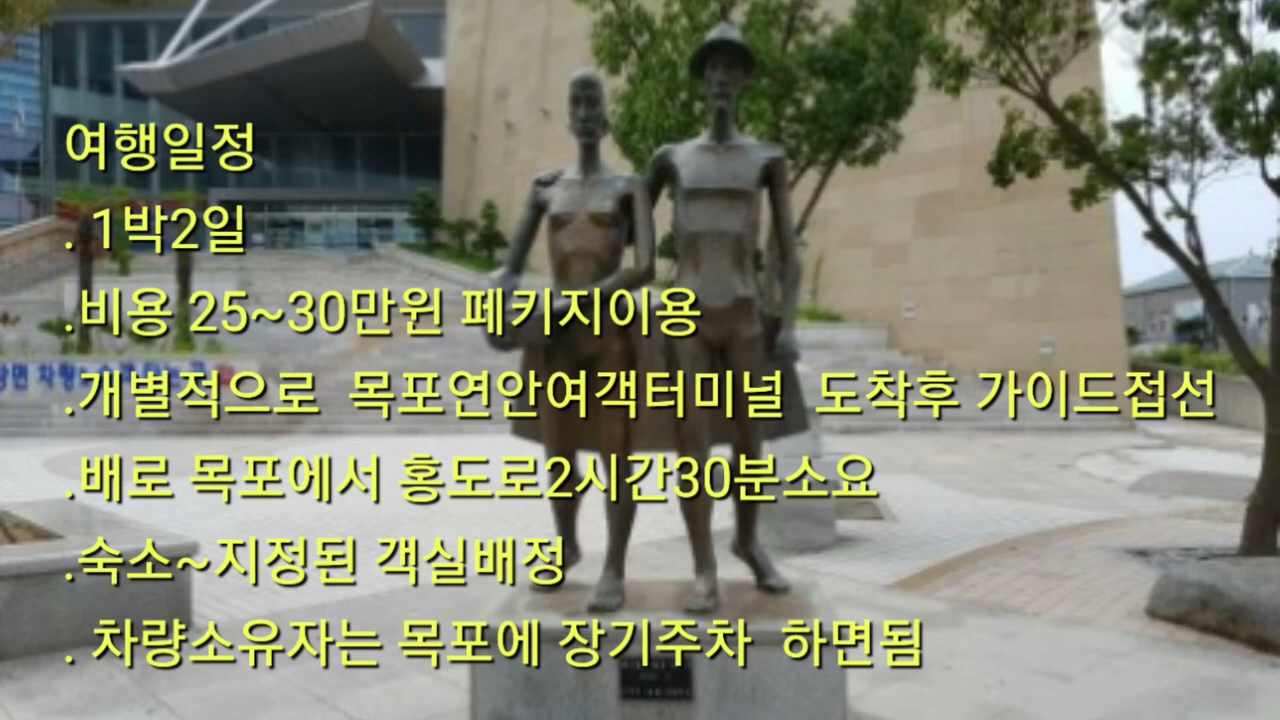 여행일정
. 1박2일
.비용 25~30만윈 페키지이용
.개별적으로 목포연안여객터미널 도착후 가이드접선
.배로 목포에서 홍도로2시간30분소요
.숙소~지정된 객실배정
. 차량소유자는 목포에 장기주차 하면됨